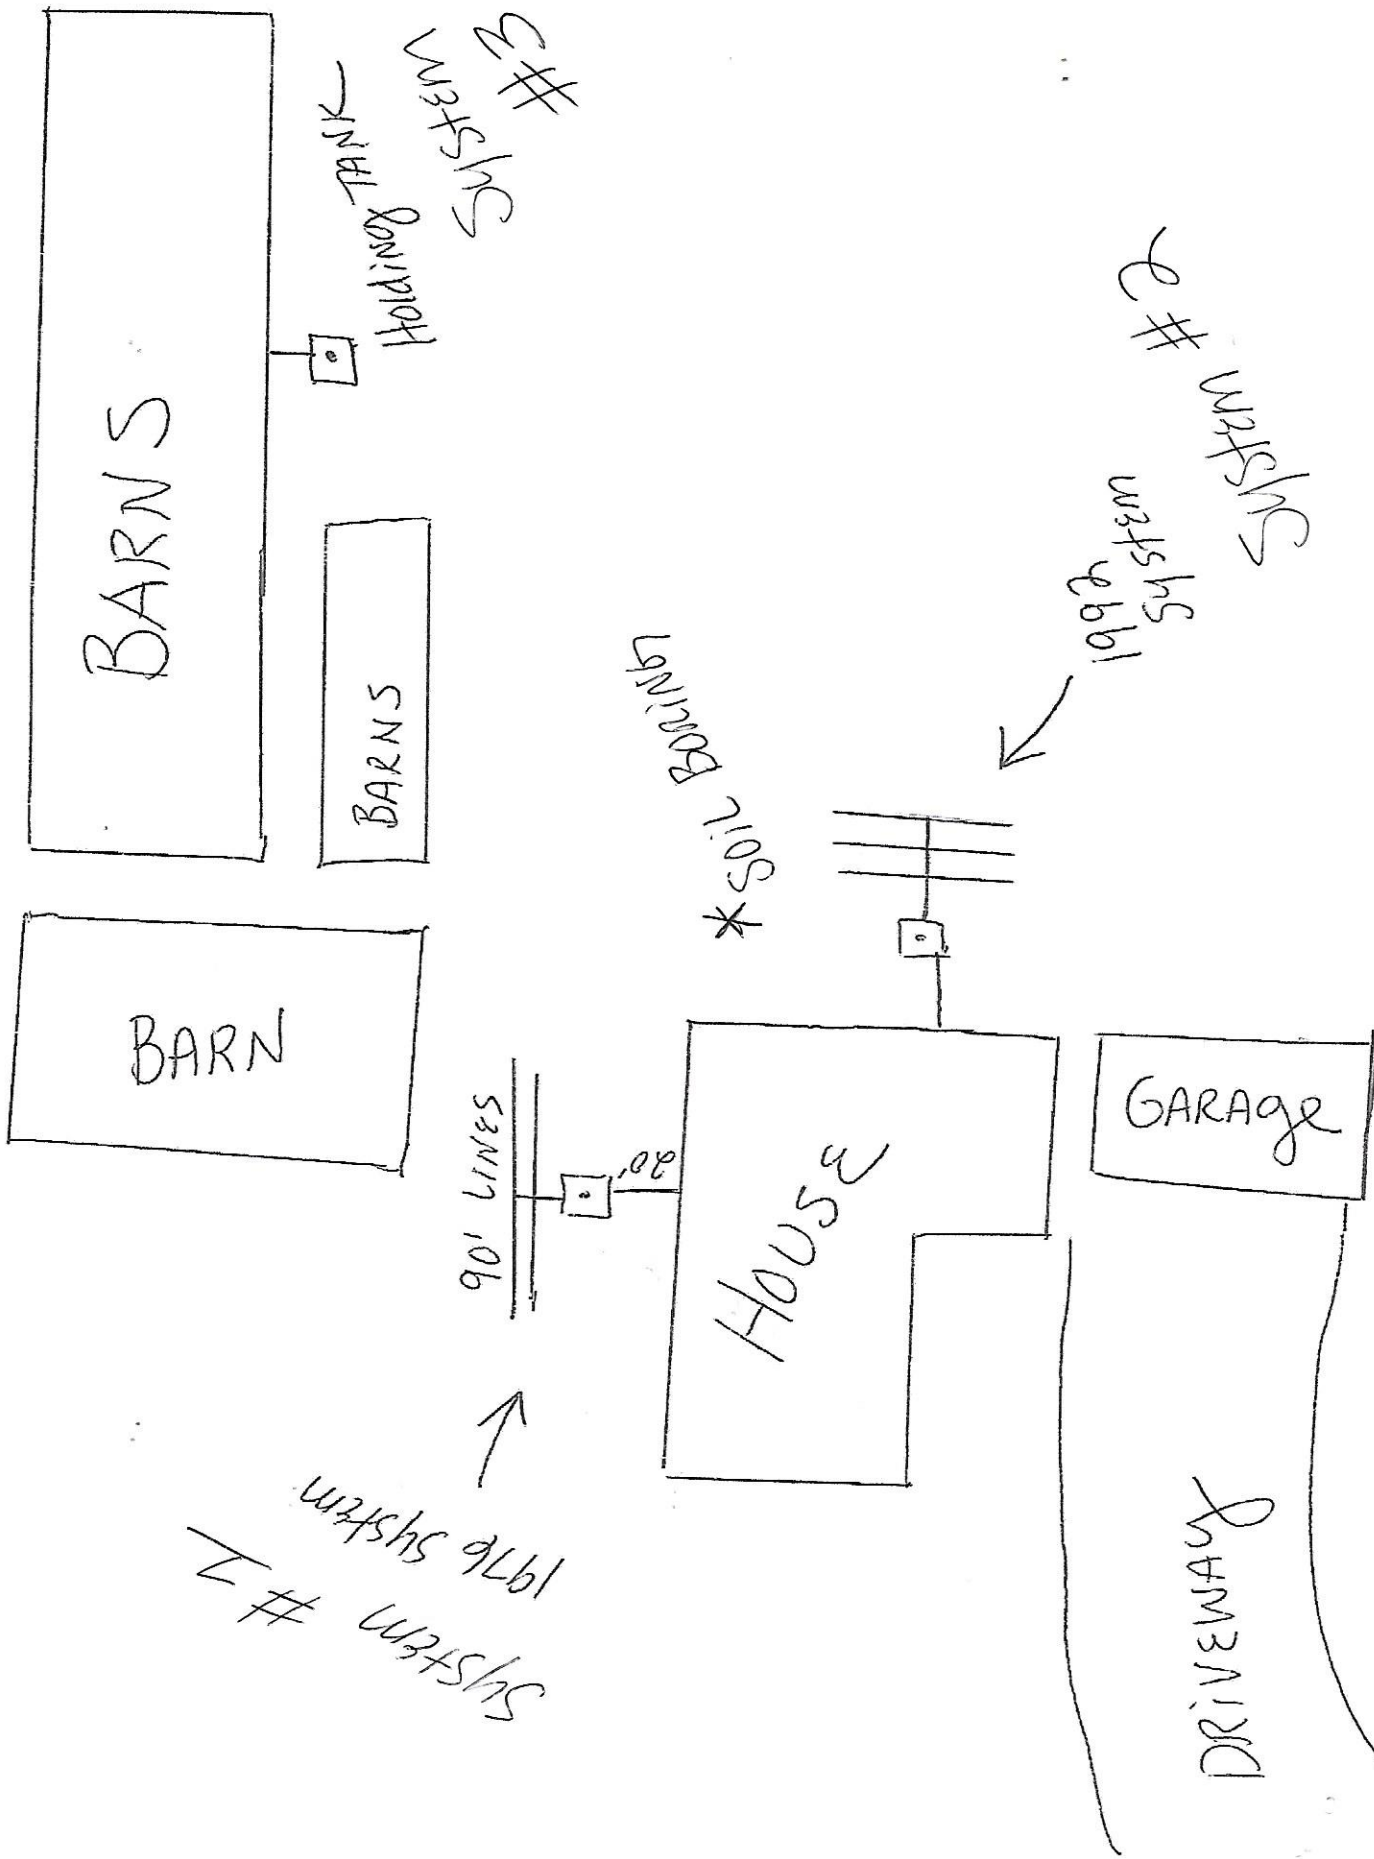 BARNS
Holding TANK
System
#3
BARNS
BARN
* SOIL BORING
1992
System
System #2
90' LINES
20'
HOUSE
GARAge
System #1
1976 System
DRIVEWAy